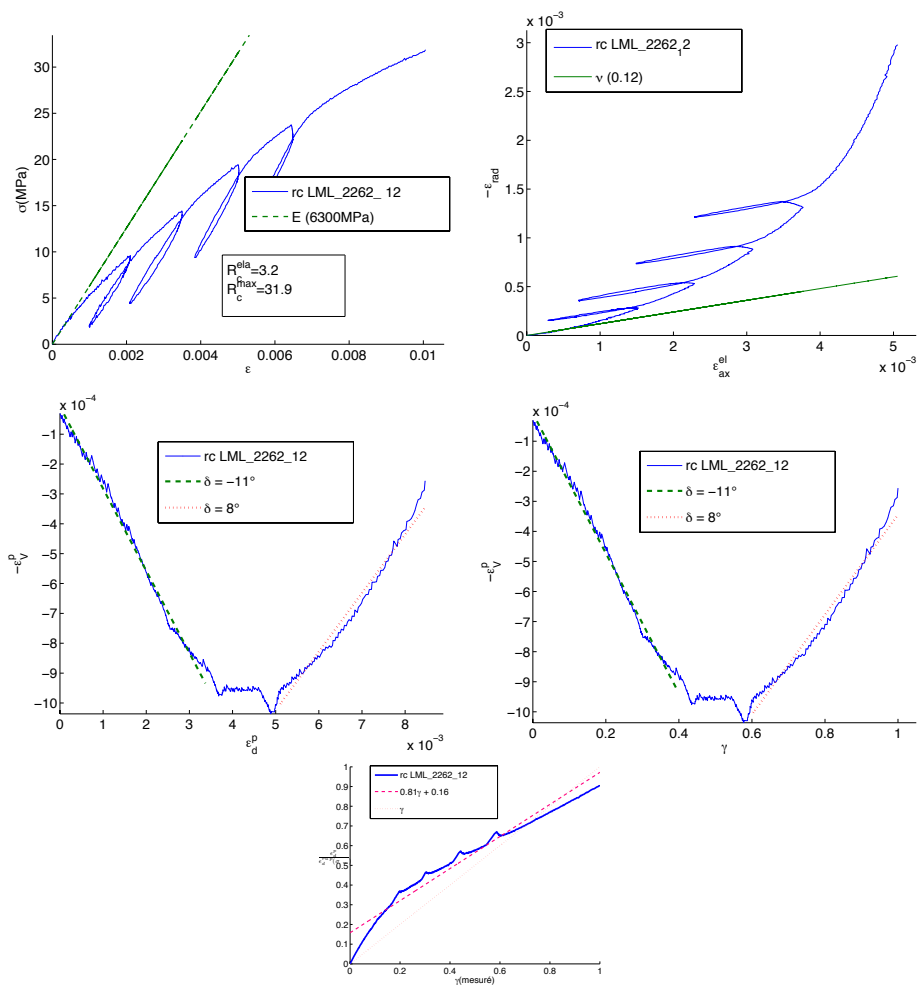 σ(MPa)
30
25
20
15
10
5
0
0
0.002
0.004
0.006
0.008
0.01
ε
rc LML_2262_ 12
E (6300MPa)
R_c^ela=3.2
R_c^max=31.9
x 10⁻³
−ε_rad
3
2.5
2
1.5
1
0.5
0
0
1
2
3
4
5
x 10⁻³
ε_ax^el
rc LML_2262₁2
ν (0.12)
x 10⁻⁴
−ε_V^p
−1
−2
−3
−4
−5
−6
−7
−8
−9
−10
0
2
4
6
8
x 10⁻³
ε_d^p
rc LML_2262_12
δ = −11°
δ = 8°
x 10⁻⁴
−ε_V^p
−1
−2
−3
−4
−5
−6
−7
−8
−9
−10
0
0.2
0.4
0.6
0.8
1
γ
rc LML_2262_12
δ = −11°
δ = 8°
1
0.9
0.8
0.7
0.6
0.5
0.4
0.3
0.2
0.1
0
0
0.2
0.4
0.6
0.8
1
γ(mesuré)
rc LML_2262_12
0.81γ + 0.16
γ